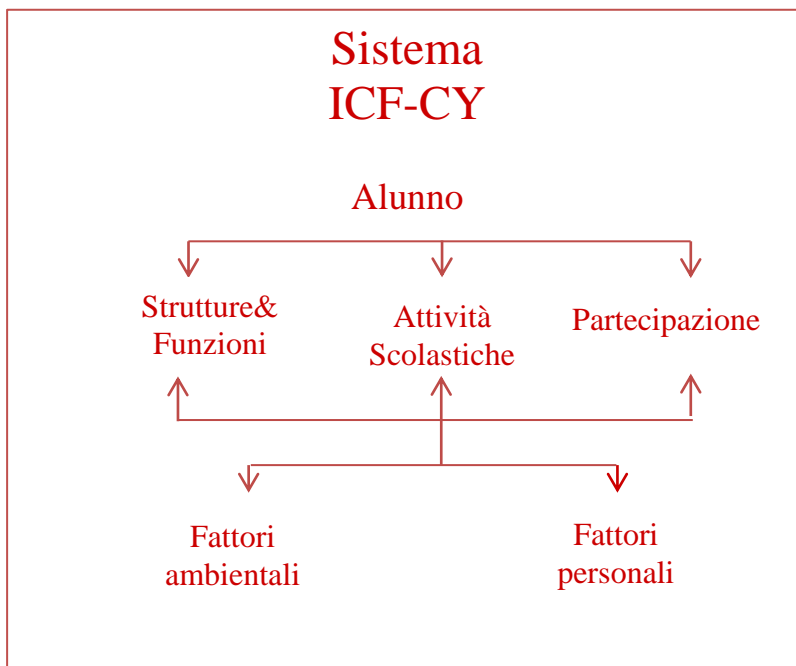 Sistema
ICF-CY
Alunno
Strutture&
Funzioni
Attività
Scolastiche
Partecipazione
Fattori
ambientali
Fattori
personali